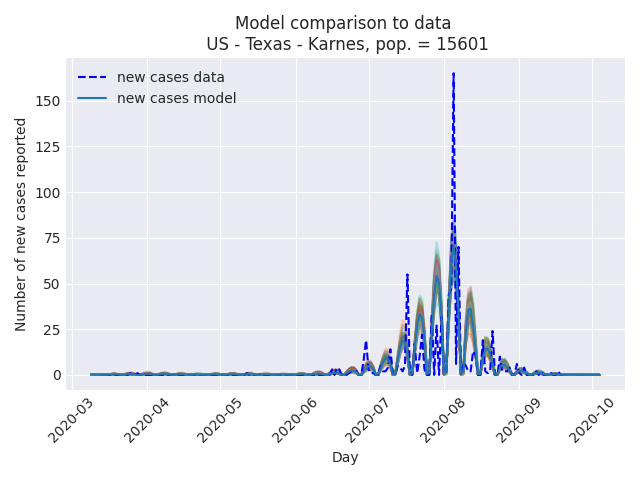 Model comparison to data
US - Texas - Karnes, pop. = 15601
new cases data
new cases model
Number of new cases reported
150
125
100
75
50
25
0
2020-03
2020-04
2020-05
2020-06
2020-07
2020-08
2020-09
2020-10
Day